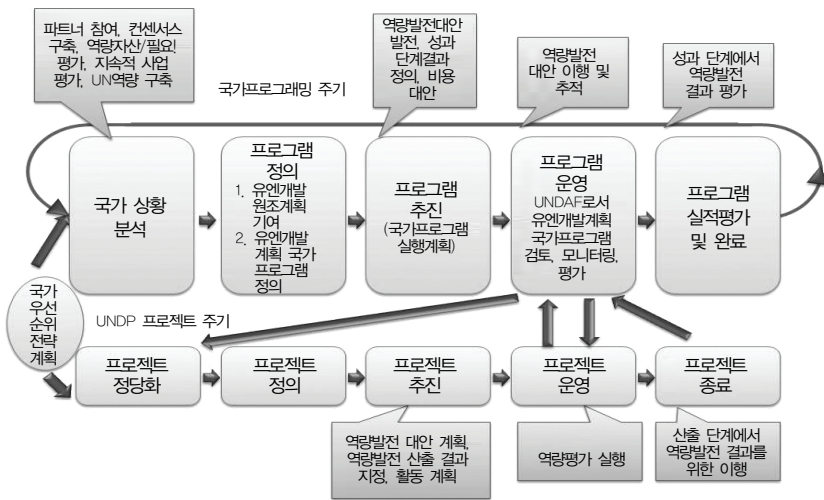 파트너 참여, 컨센서스
구축, 역량자산/필요!
평가, 지속적 사업
평가, UN역량 구축
국가프로그래밍 주기
역량발전대안
발전, 성과
단계결과
정의, 비용
대안
역량발전
대안 이행 및
추적
성과 단계에서
역량발전
결과 평가
국가 상황
분석
프로그램
정의
1. 유엔개발
원조계획
기여
2. 유엔개발
계획 국가
프로그램
정의
프로그램
추진
(국가프로그램
실행계획)
프로그램
운영
UNDAF로서
유엔개발계획
국가프로그램
검토, 모니터링,
평가
프로그램
실적평가
및 완료
국가
우선
순위
전략
계획
UNDP 프로젝트 주기
프로젝트
정당화
프로젝트
정의
프로젝트
추진
프로젝트
운영
프로젝트
종료
역량발전 대안 계획,
역량발전 산출 결과
지정, 활동 계획
역량평가 실행
산출 단계에서
역량발전 결과를
위한 이행